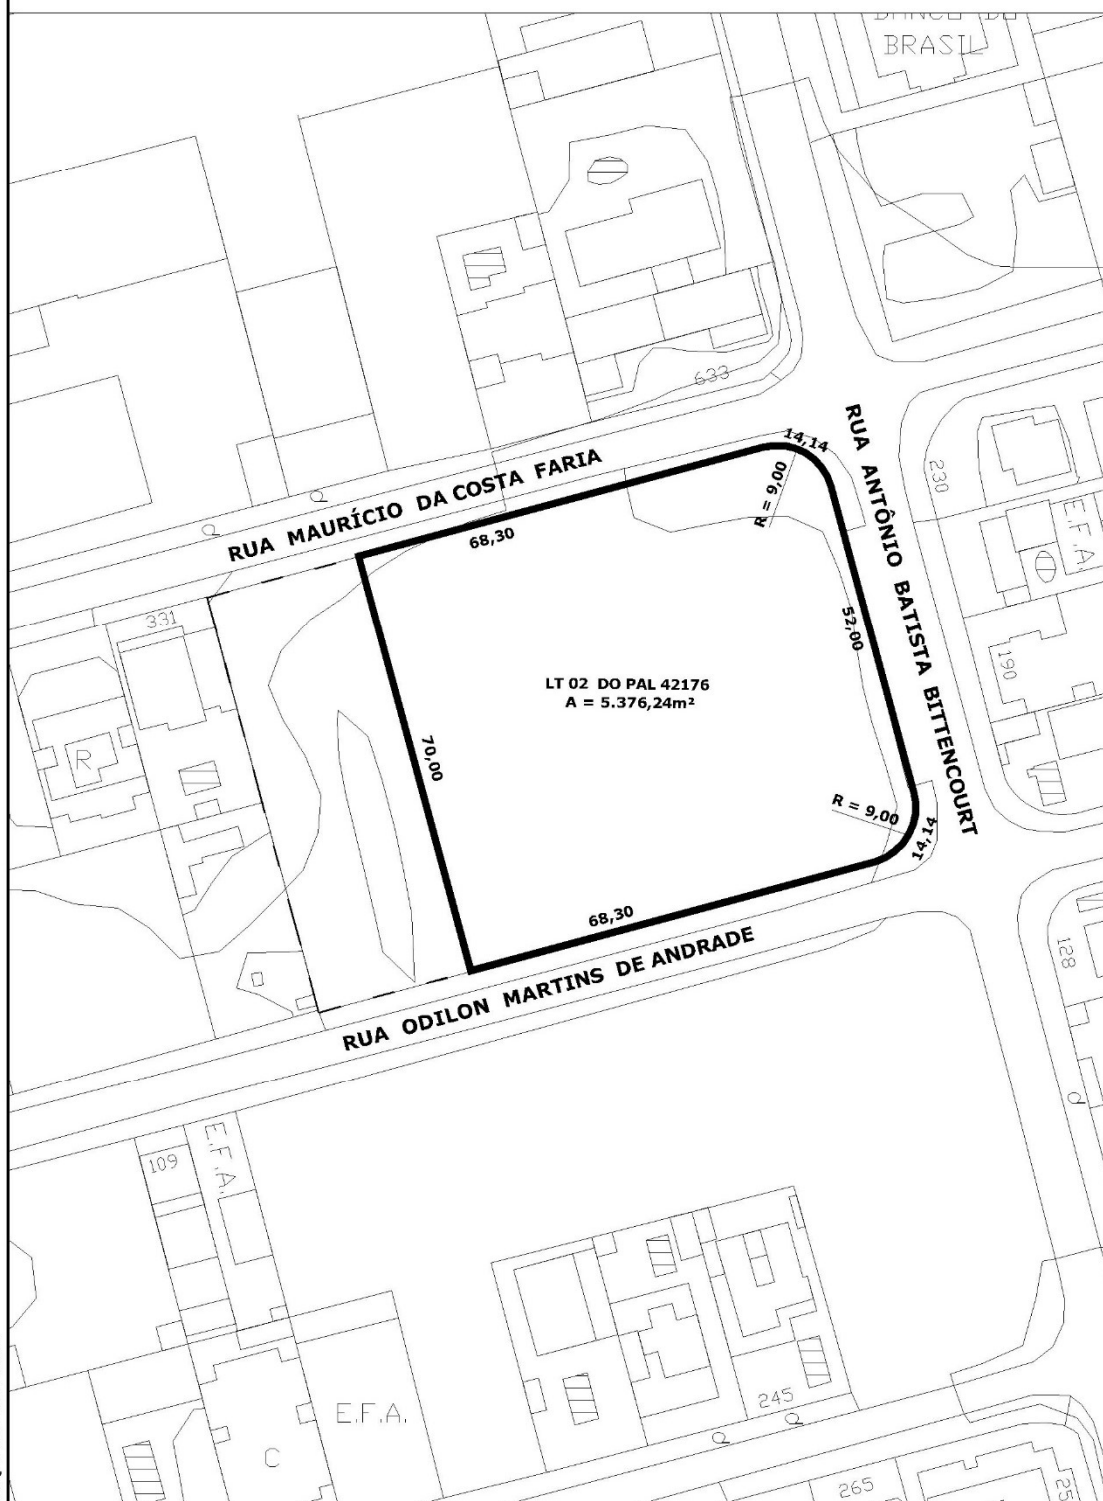 BANCO DO
BRASIL
633
RUA MAURÍCIO DA COSTA FARIA
68,30
14,14
R = 9,00
RUA ANTÔNIO BATISTA BITTENCOURT
230
E.F.A.
331
52,00
190
LT 02 DO PAL 42176
A = 5.376,24m²
R
70,00
R = 9,00
14,14
68,30
RUA ODILON MARTINS DE ANDRADE
128
109
E.F.A.
E.F.A.
C
245
265